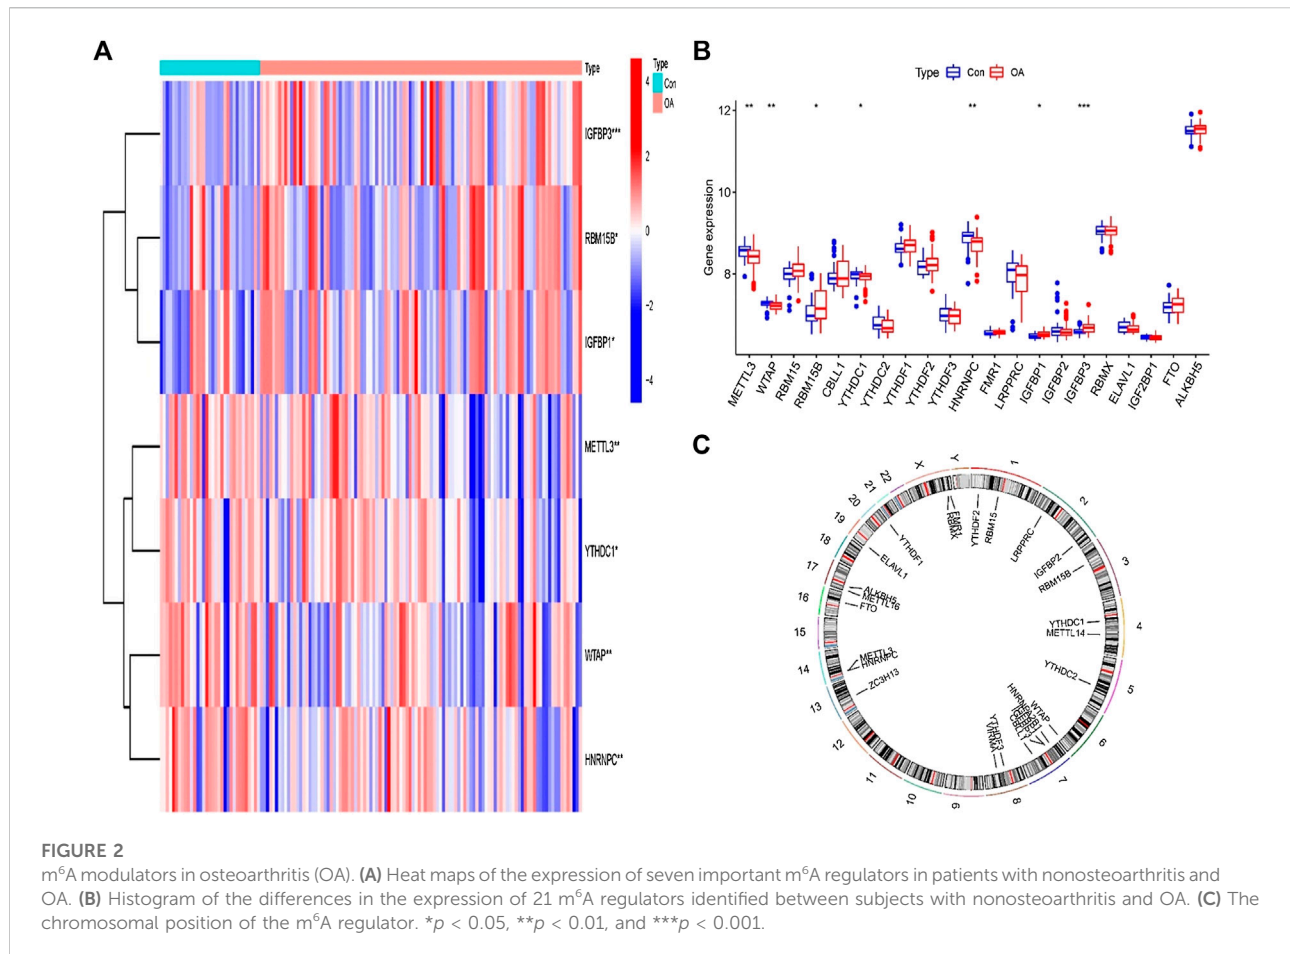 A
Type
Type
Con
OA
4
2
0
-2
-4
IGFBP3***
RBM15B*
IGFBP1*
METTL3**
YTHDC1*
WTAP**
HNRNPC**
B
Type Con OA
** ** * * ** * ***
Gene expression
12
10
8
METTL3
WTAP
RBM15
RBM15B
CBLL1
YTHDC1
YTHDC2
YTHDF1
YTHDF2
YTHDF3
HNRNPC
FMR1
LRPPRC
IGFBP1
IGFBP2
IGFBP3
RBMX
ELAVL1
IGF2BP1
FTO
ALKBH5
C
1
2
3
4
5
6
7
8
9
10
11
12
13
14
15
16
17
18
19
20
21
22
X
Y
YTHDF2
RBM15
LRPPRC
IGFBP2
RBM15B
YTHDC1
METTL14
YTHDC2
WTAP
YTHDF3
VIRMA
ZC3H13
METTL3
HNRNPC
FTO
METTL16
ALKBH5
ELAVL1
YTHDF1
FMR1
RBMX
FIGURE 2
m⁶A modulators in osteoarthritis (OA). (A) Heat maps of the expression of seven important m⁶A regulators in patients with nonosteoarthritis and
OA. (B) Histogram of the differences in the expression of 21 m⁶A regulators identified between subjects with nonosteoarthritis and OA. (C) The
chromosomal position of the m⁶A regulator. *p < 0.05, **p < 0.01, and ***p < 0.001.